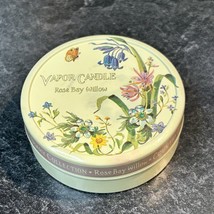 VAPOR CANDLE
Rose Bay Willow
COLLECTION • Rose Bay Willow •